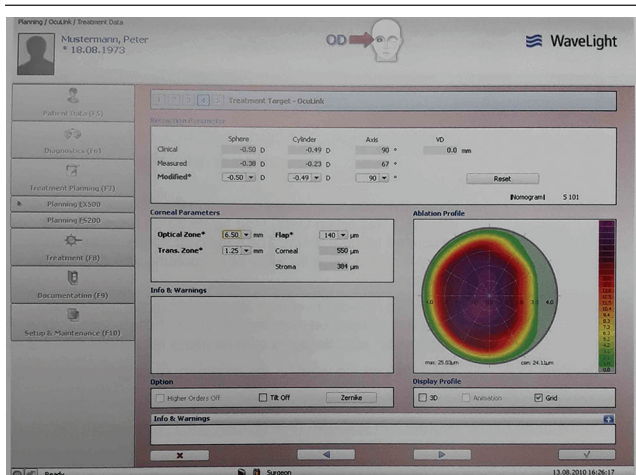 Planning / OcuLink / Treatment Data
Mustermann, Peter
* 18.08.1973
OD
WaveLight
Patient Data (F5)
Diagnostics (F6)
Treatment Planning (F7)
Planning EX500
Planning FS200
Treatment (F8)
Documentation (F9)
Setup & Maintenance (F10)
4 Treatment Target - OcuLink
Refraction Parameter
Sphere Cylinder Axis VD
Clinical -0.50 D -0.49 D 90 ° 0.0 mm
Measured -0.38 D -0.23 D 67 °
Modified* -0.50 D -0.49 D 90 ° Reset
[Nomogram] S 101
Corneal Parameters
Optical Zone* 6.50 mm Flap* 140 µm
Trans. Zone* 1.25 mm Corneal 550 µm
Stroma 384 µm
Ablation Profile
max: 25.03µm cen: 24.11µm
0.0
Info & Warnings
Option
Higher Orders Off Tilt Off Zernike
Display Profile
3D Animation Grid
Info & Warnings
Ready Surgeon 13.08.2010 16:26:17